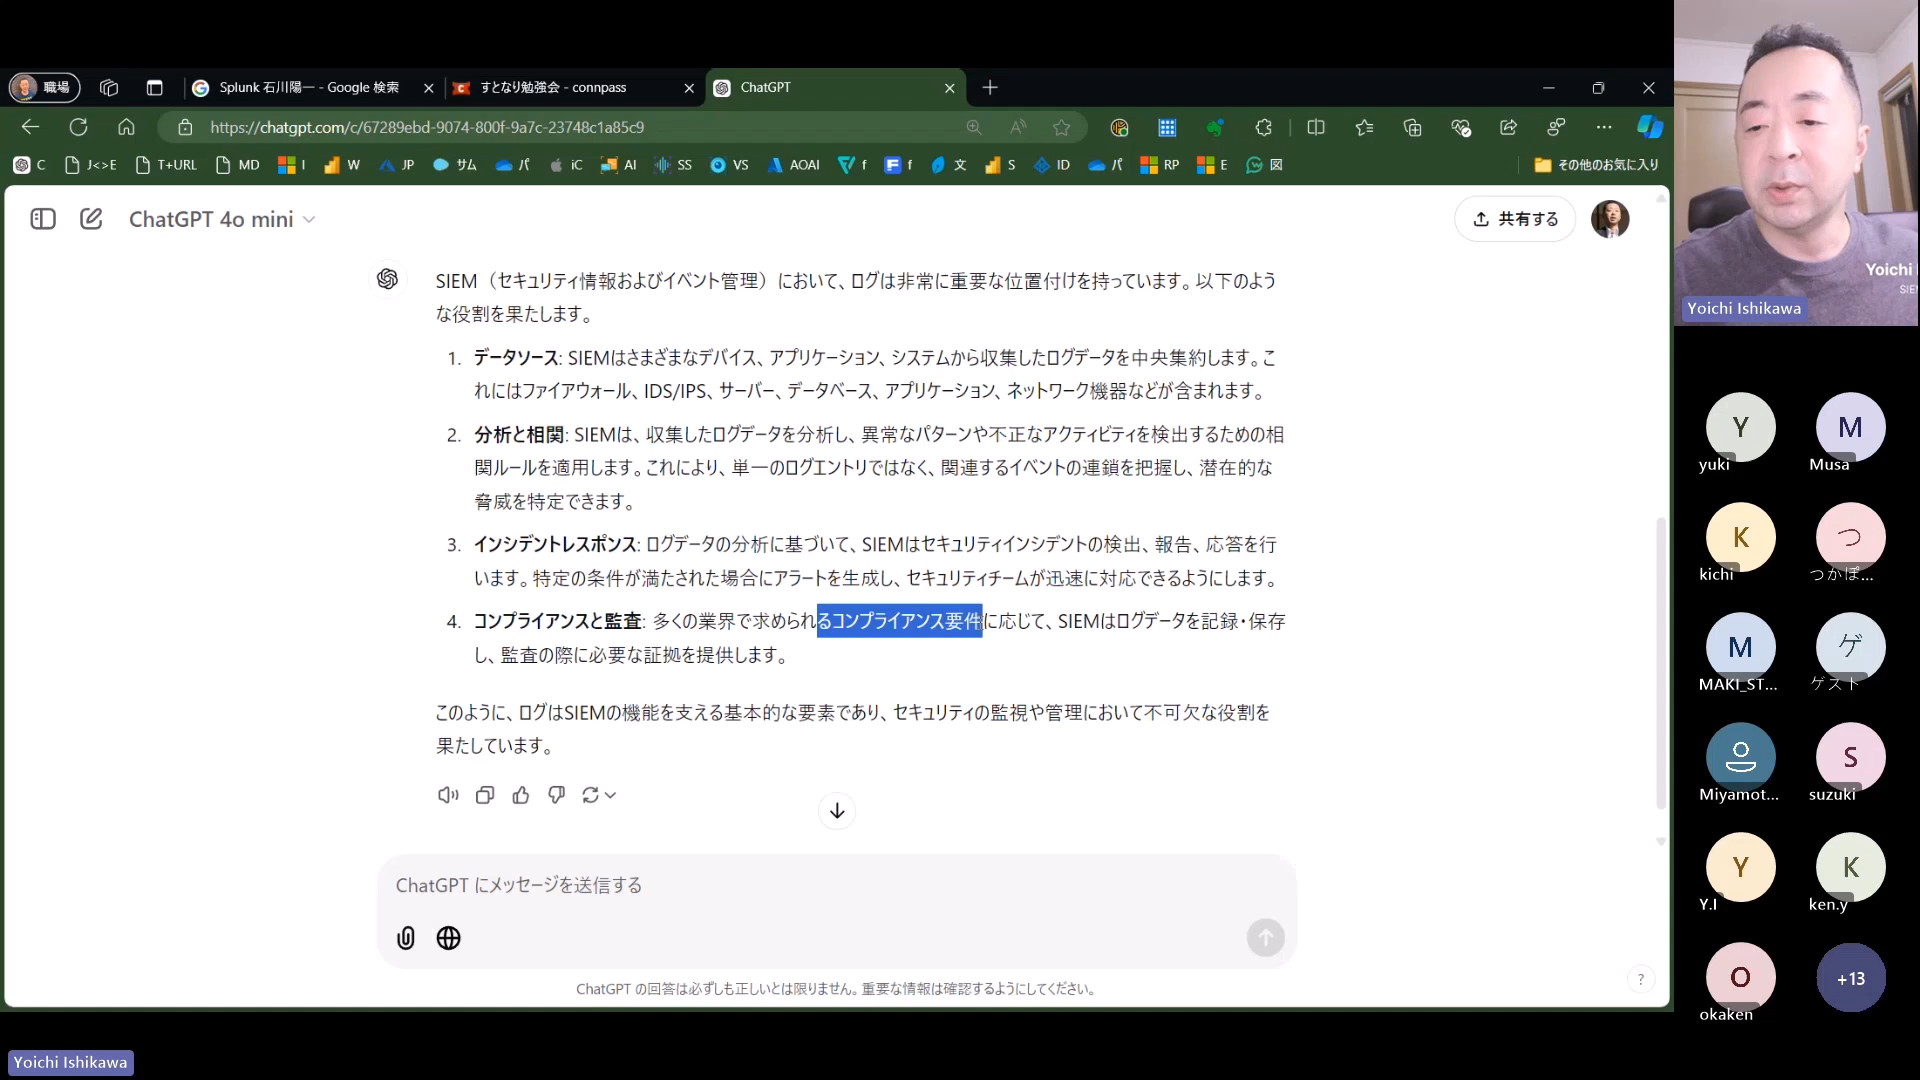 職場
Splunk 石川陽一 - Google 検索
すとなり勉強会 - connpass
ChatGPT
https://chatgpt.com/c/67289ebd-9074-800f-9a7c-23748c1a85c9
C J<>E T+URL MD I W JP サム パ iC AI SS VS AOAI f f 文 S ID パ RP E 図 その他のお気に入り
ChatGPT 4o mini
共有する
SIEM（セキュリティ情報およびイベント管理）において、ログは非常に重要な位置付けを持っています。以下のよう
な役割を果たします。
1. データソース: SIEMはさまざまなデバイス、アプリケーション、システムから収集したログデータを中央集約します。こ
れにはファイアウォール、IDS/IPS、サーバー、データベース、アプリケーション、ネットワーク機器などが含まれます。
2. 分析と相関: SIEMは、収集したログデータを分析し、異常なパターンや不正なアクティビティを検出するための相
関ルールを適用します。これにより、単一のログエントリではなく、関連するイベントの連鎖を把握し、潜在的な
脅威を特定できます。
3. インシデントレスポンス: ログデータの分析に基づいて、SIEMはセキュリティインシデントの検出、報告、応答を行
います。特定の条件が満たされた場合にアラートを生成し、セキュリティチームが迅速に対応できるようにします。
4. コンプライアンスと監査: 多くの業界で求められるコンプライアンス要件に応じて、SIEMはログデータを記録・保存
し、監査の際に必要な証拠を提供します。
このように、ログはSIEMの機能を支える基本的な要素であり、セキュリティの監視や管理において不可欠な役割を
果たしています。
ChatGPT にメッセージを送信する
ChatGPT の回答は必ずしも正しいとは限りません。重要な情報は確認するようにしてください。
?
Yoichi
SIE
Yoichi Ishikawa
Y
yuki
M
Musa
K
kichi
つ
つかぽ...
M
MAKI_ST...
ゲ
ゲスト
Miyamot...
S
suzuki
Y
Y.I
K
ken.y
O
okaken
+13
Yoichi Ishikawa